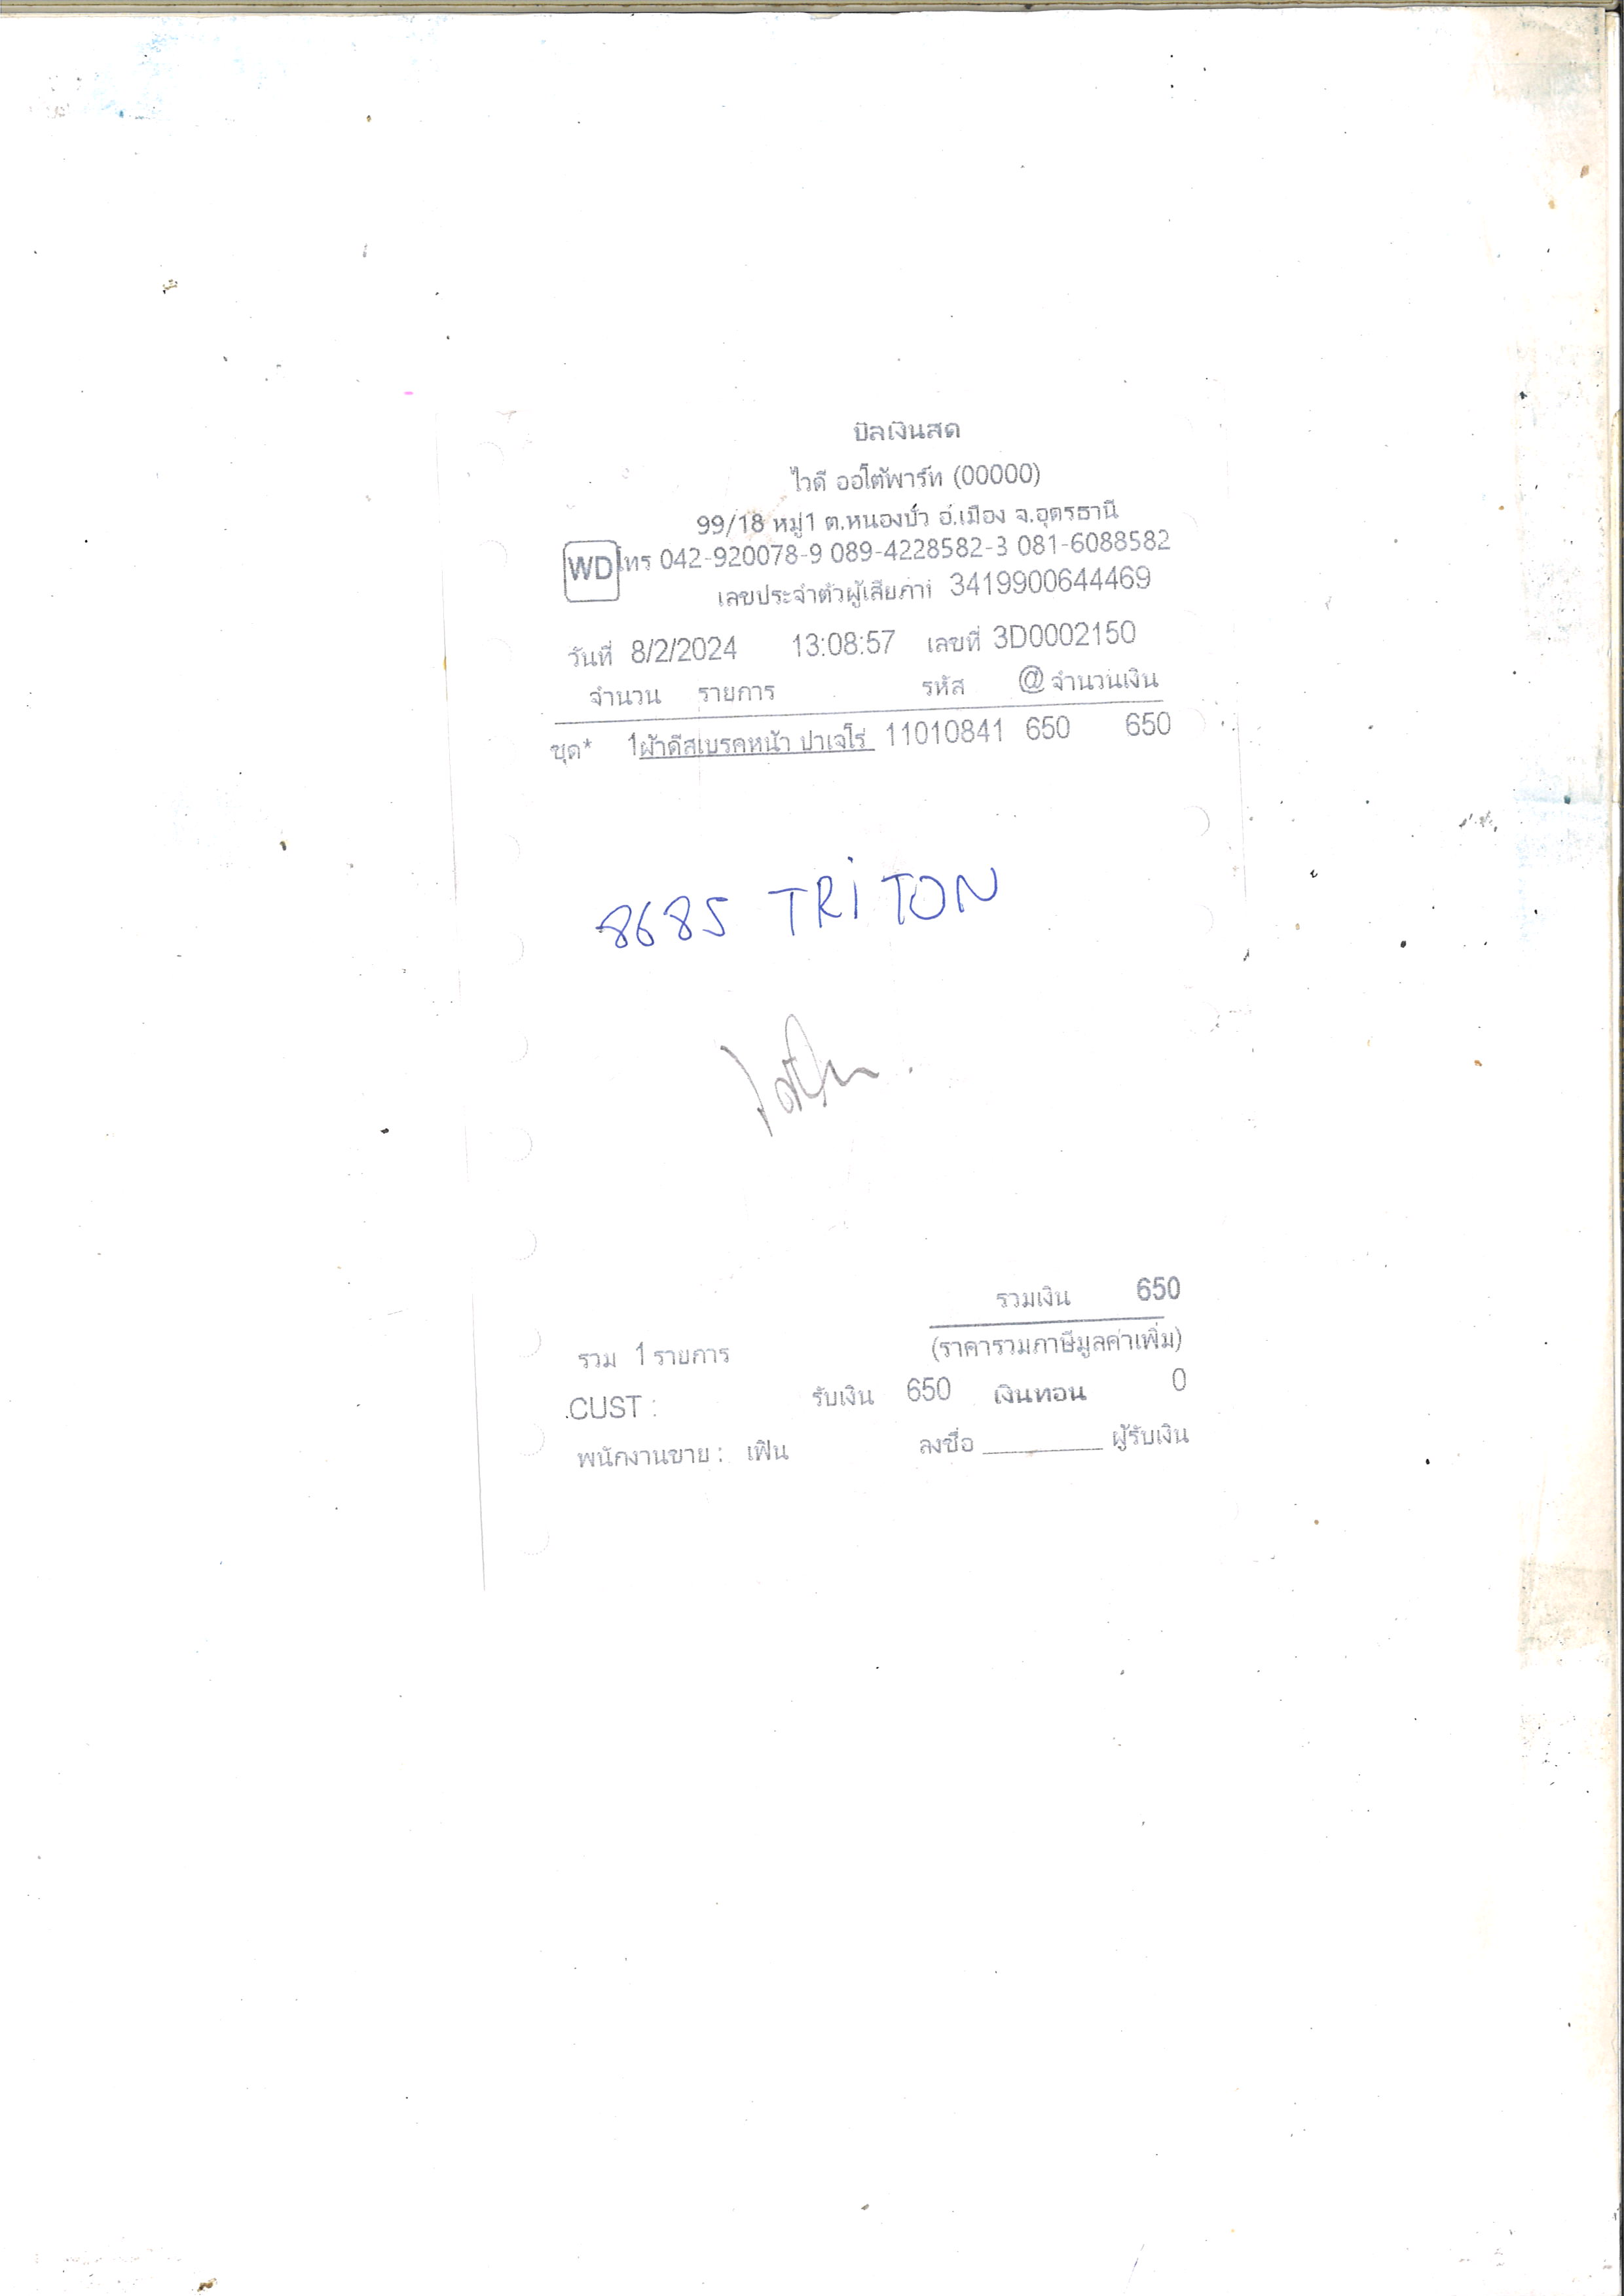 บิลเงินสด
ไวดี ออโต้พาร์ท (00000)
99/18 หมู่1 ต.หนองบัว อ.เมือง จ.อุดรธานี
WD โทร 042-920078-9 089-4228582-3 081-6088582
เลขประจำตัวผู้เสียภาษี 3419900644469
วันที่ 8/2/2024 13:08:57 เลขที่ 3D0002150
จำนวน รายการ รหัส @ จำนวนเงิน
ชุด* 1ผ้าดีสเบรคหน้า ปาเจโร่ 11010841 650 650
8685 TRITON
รวมเงิน 650
(ราคารวมภาษีมูลค่าเพิ่ม)
รวม 1 รายการ
.CUST : รับเงิน 650 เงินทอน 0
พนักงานขาย : เฟิน ลงชื่อ ________ ผู้รับเงิน